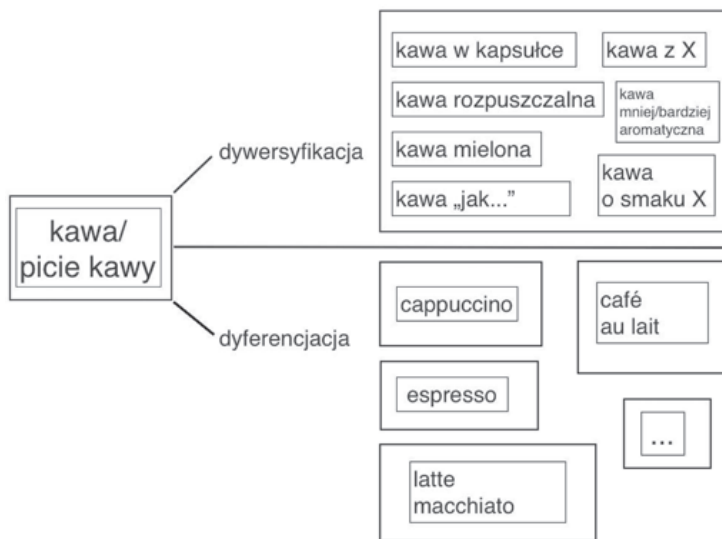 kawa w kapsułce
kawa z X
kawa rozpuszczalna
kawa
mniej/bardziej
aromatyczna
kawa mielona
kawa „jak..."
kawa
o smaku X
dywersyfikacja
kawa/
picie kawy
dyferencjacja
cappuccino
café
au lait
espresso
...
latte
macchiato